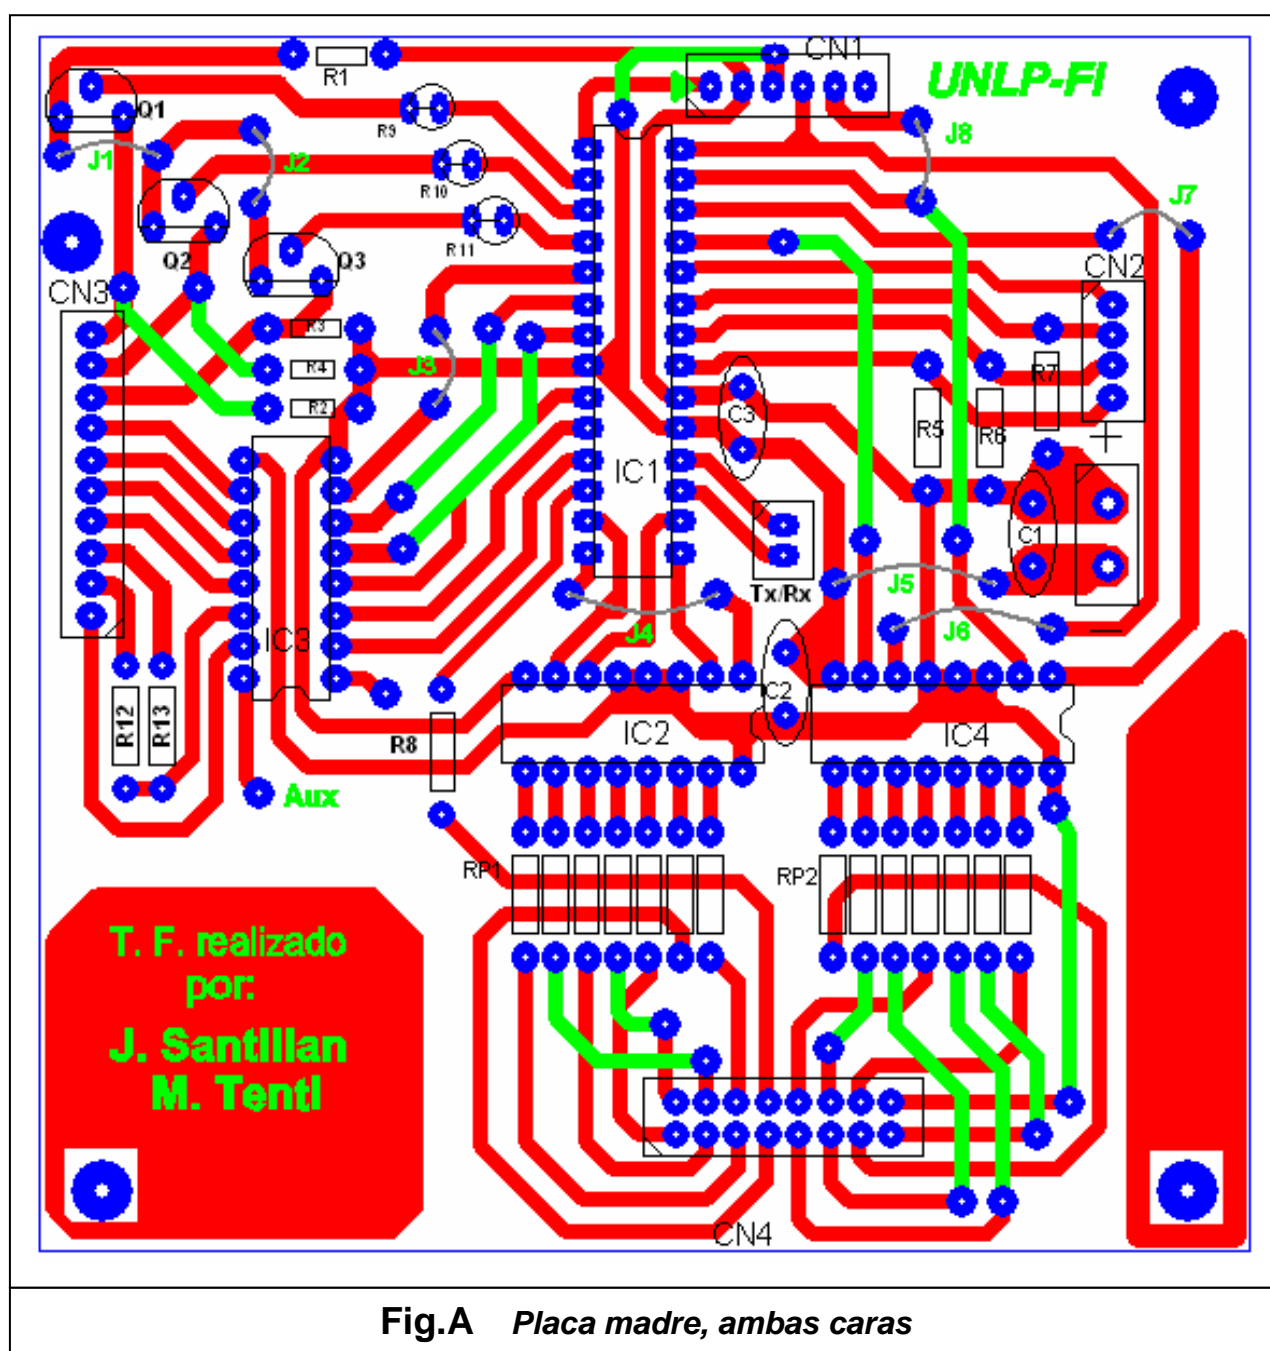 CN1
R1
UNLP-FI
Q1
R9
J8
J1
J2
R10
J7
R11
Q2
Q3
CN2
CN3
R3
R4
J3
R7
R2
C3
R5
R6
+
IC1
C1
Tx/Rx
J5
J4
J6
IC3
−
C2
R12
R13
R8
IC2
IC4
Aux
RP1
RP2
T. F. realizado
por:
J. Santillan
M. Tenti
CN4
Fig.A Placa madre, ambas caras